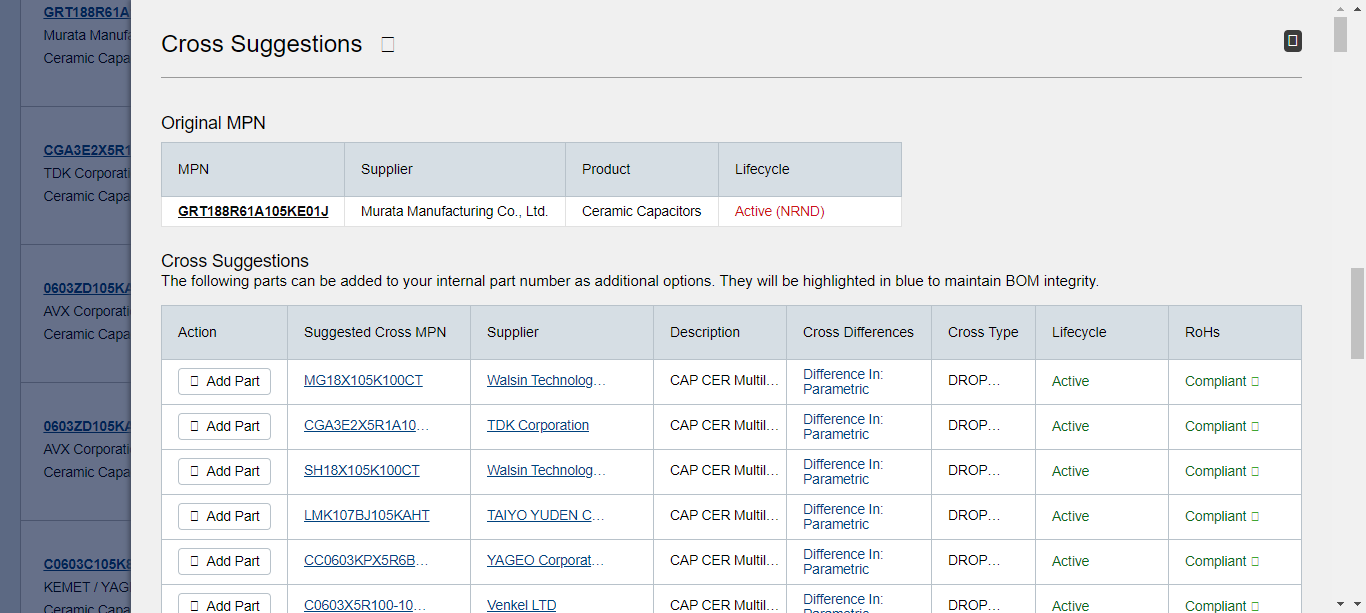 GRT188R61A
Murata Manufa
Ceramic Capa
CGA3E2X5R1
TDK Corporati
Ceramic Capa
0603ZD105KA
AVX Corporati
Ceramic Capa
0603ZD105KA
AVX Corporati
Ceramic Capa
C0603C105K8
KEMET / YAG
Ceramic Capa
Cross Suggestions
Original MPN
MPN Supplier Product Lifecycle
GRT188R61A105KE01J Murata Manufacturing Co., Ltd. Ceramic Capacitors Active (NRND)
Cross Suggestions
The following parts can be added to your internal part number as additional options. They will be highlighted in blue to maintain BOM integrity.
Action Suggested Cross MPN Supplier Description Cross Differences Cross Type Lifecycle RoHs
Add Part MG18X105K100CT Walsin Technolog... CAP CER Multil... Difference In: DROP... Active Compliant
Parametric
Add Part CGA3E2X5R1A10... TDK Corporation CAP CER Multil... Difference In: DROP... Active Compliant
Parametric
Add Part SH18X105K100CT Walsin Technolog... CAP CER Multil... Difference In: DROP... Active Compliant
Parametric
Add Part LMK107BJ105KAHT TAIYO YUDEN C... CAP CER Multil... Difference In: DROP... Active Compliant
Parametric
Add Part CC0603KPX5R6B... YAGEO Corporat... CAP CER Multil... Difference In: DROP... Active Compliant
Parametric
Add Part C0603X5R100-10... Venkel LTD CAP CER Multil... Difference In: DROP... Active Compliant
Parametric